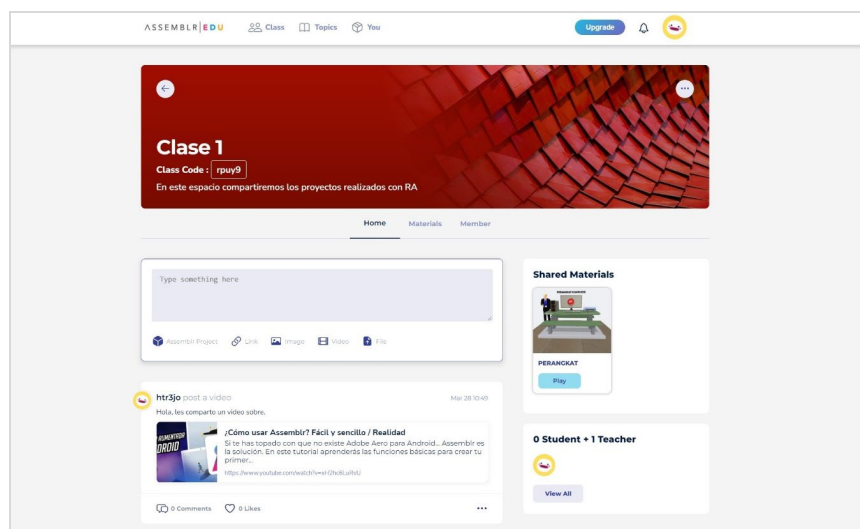 ASSEMBLR EDU
Class
Topics
You
Upgrade
Clase 1
Class Code : rpuy9
En este espacio compartiremos los proyectos realizados con RA
Home
Materials
Member
Type something here
Assemblr Project
Link
Image
Video
File
Shared Materials
PERANGKAT
Play
htr3jo post a video
Mar 28 10:49
Hola, les comparto un video sobre.
¿Cómo usar Assemblr? Fácil y sencillo / Realidad
Si te has topado con que no existe Adobe Aero para Android... Assemblr es
la solución. En este tutorial aprenderás las funciones básicas para crear tu
primer...
0 Comments
0 Likes
0 Student + 1 Teacher
View All